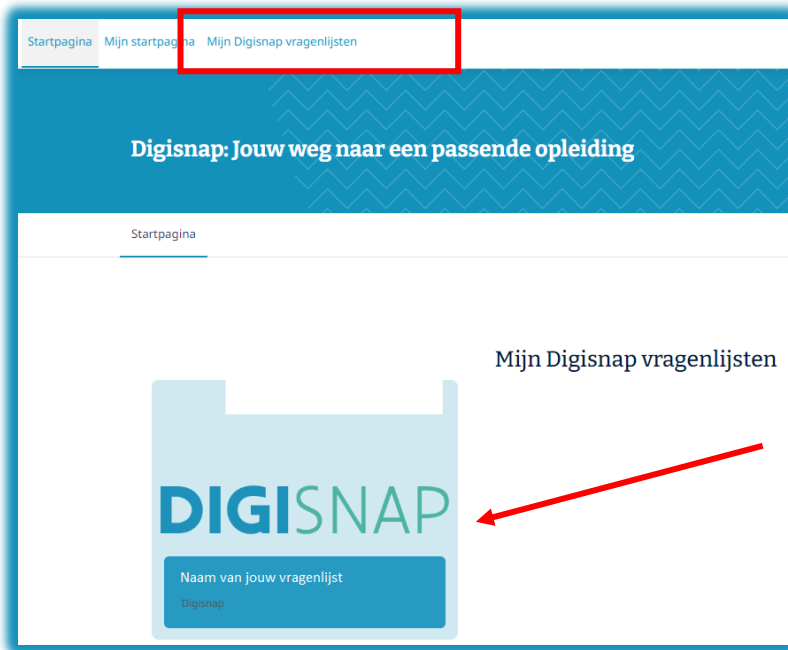 Startpagina Mijn startpagina Mijn Digisnap vragenlijsten
Digisnap: Jouw weg naar een passende opleiding
Startpagina
Mijn Digisnap vragenlijsten
DIGISNAP
Naam van jouw vragenlijst
Digisnap